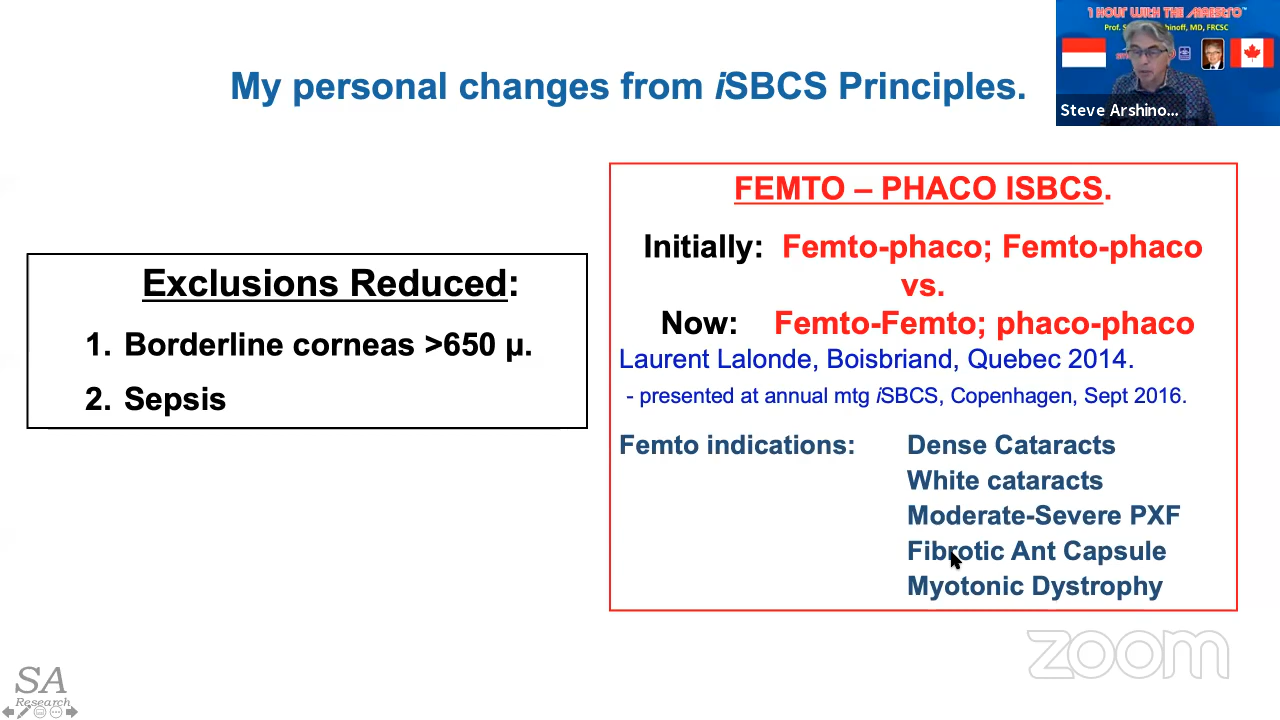 1 HOUR WITH THE MAESTRO™
MD, FRCSC
Steve Arshino...
My personal changes from iSBCS Principles.
Exclusions Reduced:
1. Borderline corneas >650 µ.
2. Sepsis
FEMTO – PHACO ISBCS.
Initially: Femto-phaco; Femto-phaco
vs.
Now: Femto-Femto; phaco-phaco
Laurent Lalonde, Boisbriand, Quebec 2014.
- presented at annual mtg iSBCS, Copenhagen, Sept 2016.
Femto indications: Dense Cataracts
White cataracts
Moderate-Severe PXF
Fibrotic Ant Capsule
Myotonic Dystrophy
zoom
SA
Research